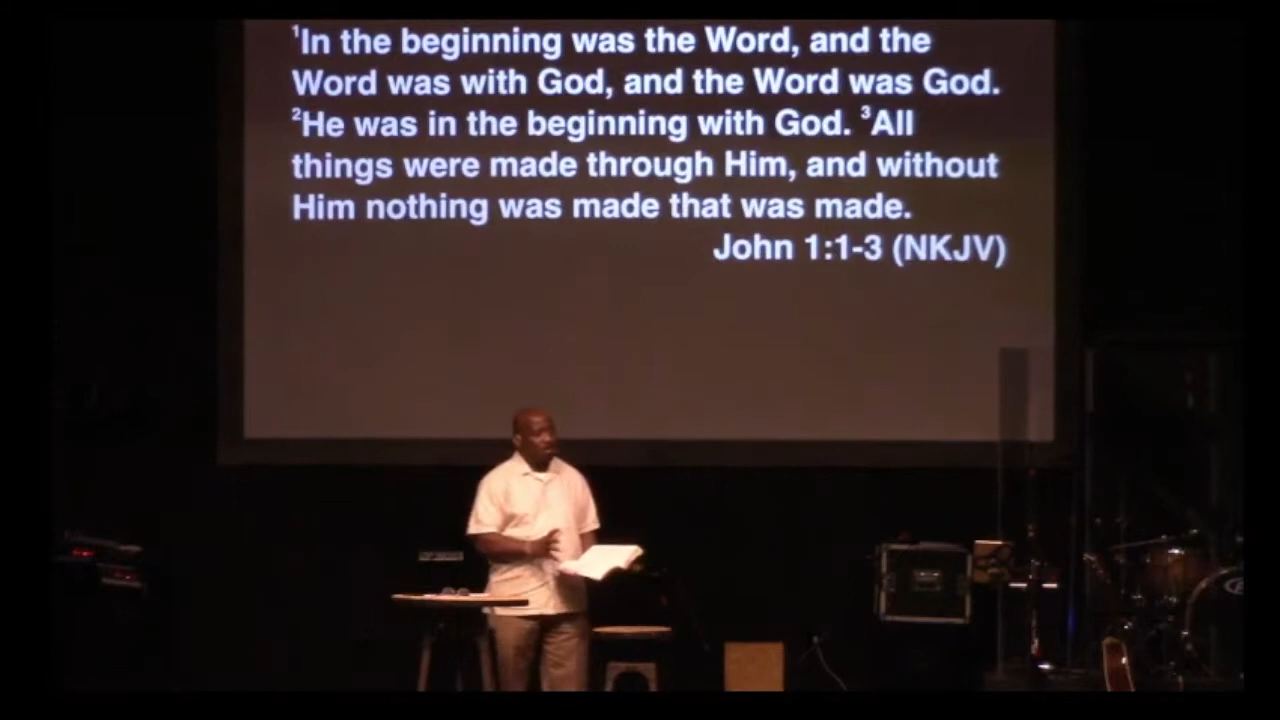 ¹In the beginning was the Word, and the
Word was with God, and the Word was God.
²He was in the beginning with God. ³All
things were made through Him, and without
Him nothing was made that was made.
John 1:1-3 (NKJV)